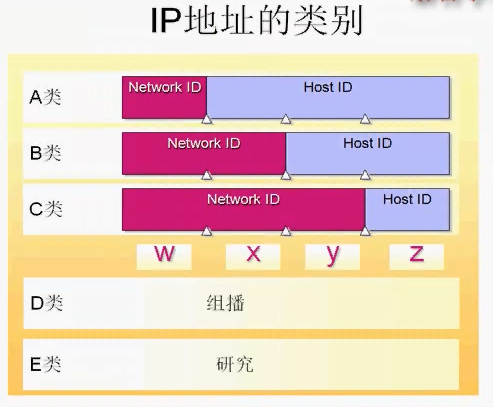 IP地址的类别
A类 Network ID Host ID
B类 Network ID Host ID
C类 Network ID Host ID
w x y z
D类 组播
E类 研究